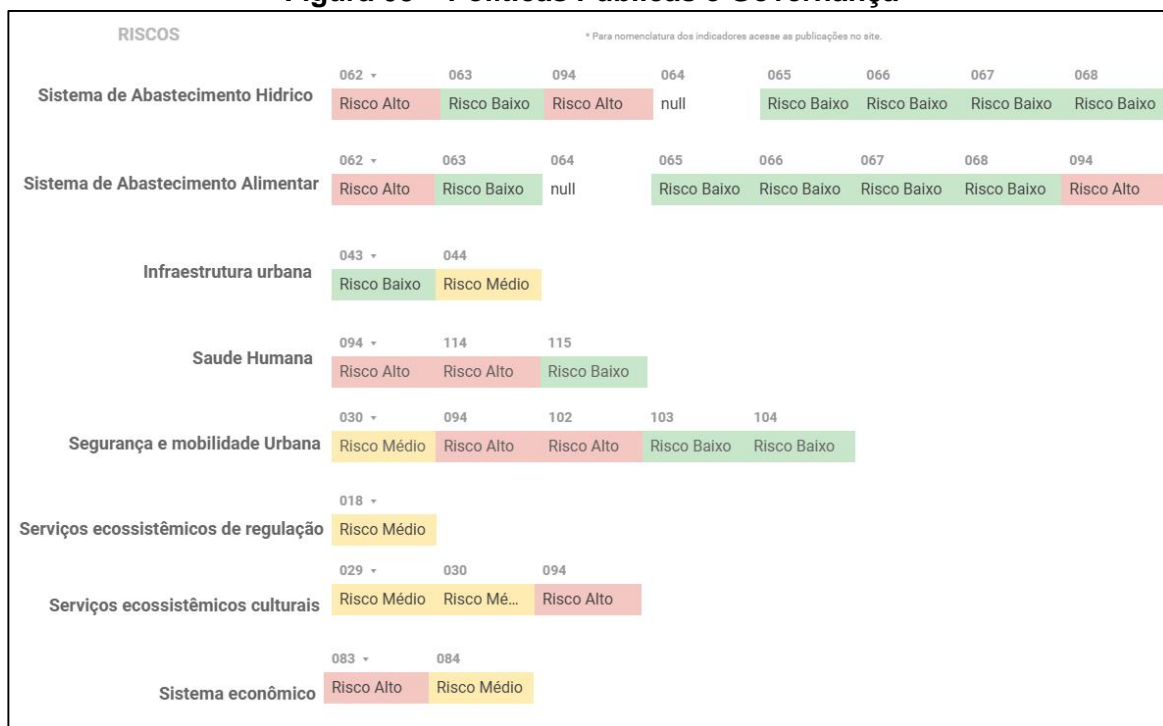 RISCOS
* Para nomenclatura dos indicadores acesse as publicações no site.
062 063 094 064 065 066 067 068
Sistema de Abastecimento Hidrico
Risco Alto Risco Baixo Risco Alto null Risco Baixo Risco Baixo Risco Baixo Risco Baixo
062 063 064 065 066 067 068 094
Sistema de Abastecimento Alimentar
Risco Alto Risco Baixo null Risco Baixo Risco Baixo Risco Baixo Risco Baixo Risco Alto
043 044
Infraestrutura urbana
Risco Baixo Risco Médio
094 114 115
Saude Humana
Risco Alto Risco Alto Risco Baixo
030 094 102 103 104
Segurança e mobilidade Urbana
Risco Médio Risco Alto Risco Alto Risco Baixo Risco Baixo
018
Serviços ecossistêmicos de regulação
Risco Médio
029 030 094
Serviços ecossistêmicos culturais
Risco Médio Risco Mé... Risco Alto
083 084
Sistema econômico
Risco Alto Risco Médio